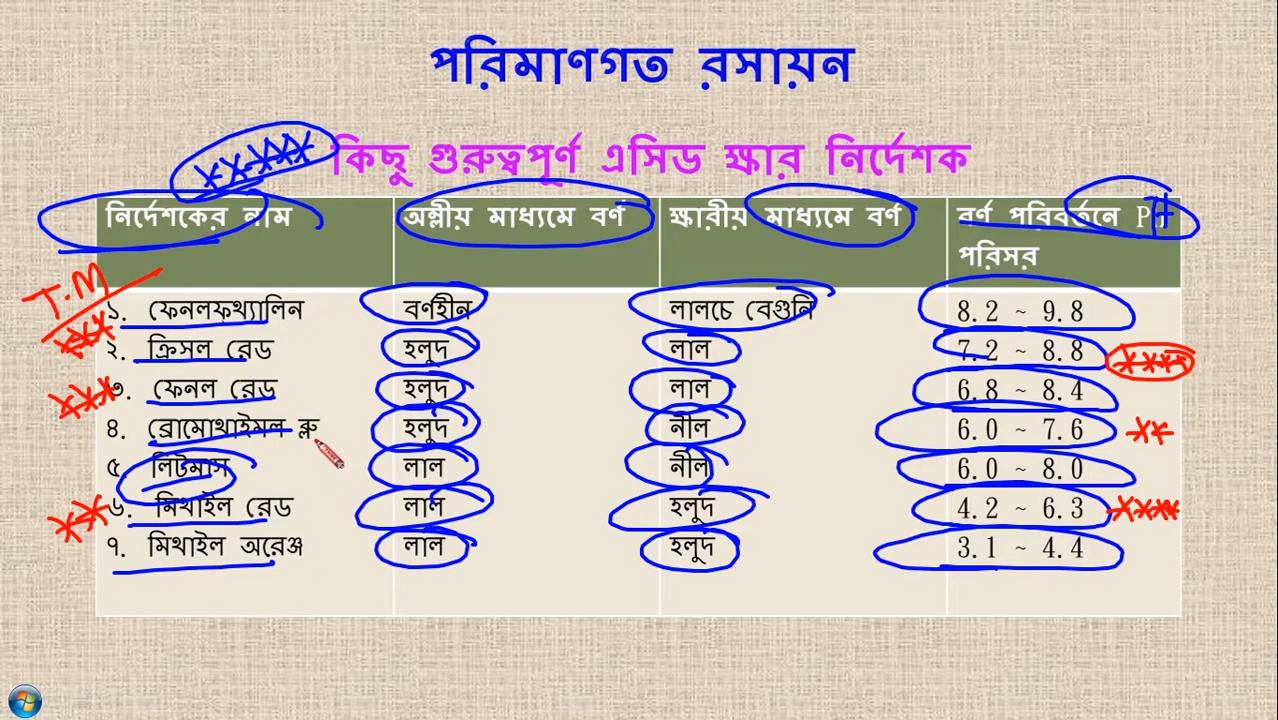 পরিমাণগত রসায়ন
কিছু গুরুত্বপূর্ণ এসিড ক্ষার নির্দেশক
নির্দেশকের নাম অম্লীয় মাধ্যমে বর্ণ ক্ষারীয় মাধ্যমে বর্ণ বর্ণ পরিবর্তনে PH
পরিসর
T.M
১. ফেনলফথ্যালিন বর্ণহীন লালচে বেগুনি 8.2 ~ 9.8
২. ক্রিসল রেড হলুদ লাল 7.2 ~ 8.8
৩. ফেনল রেড হলুদ লাল 6.8 ~ 8.4
৪. ব্রোমোথাইমল ব্লু হলুদ নীল 6.0 ~ 7.6
৫. লিটমাস লাল নীল 6.0 ~ 8.0
৬. মিথাইল রেড লাল হলুদ 4.2 ~ 6.3
৭. মিথাইল অরেঞ্জ লাল হলুদ 3.1 ~ 4.4